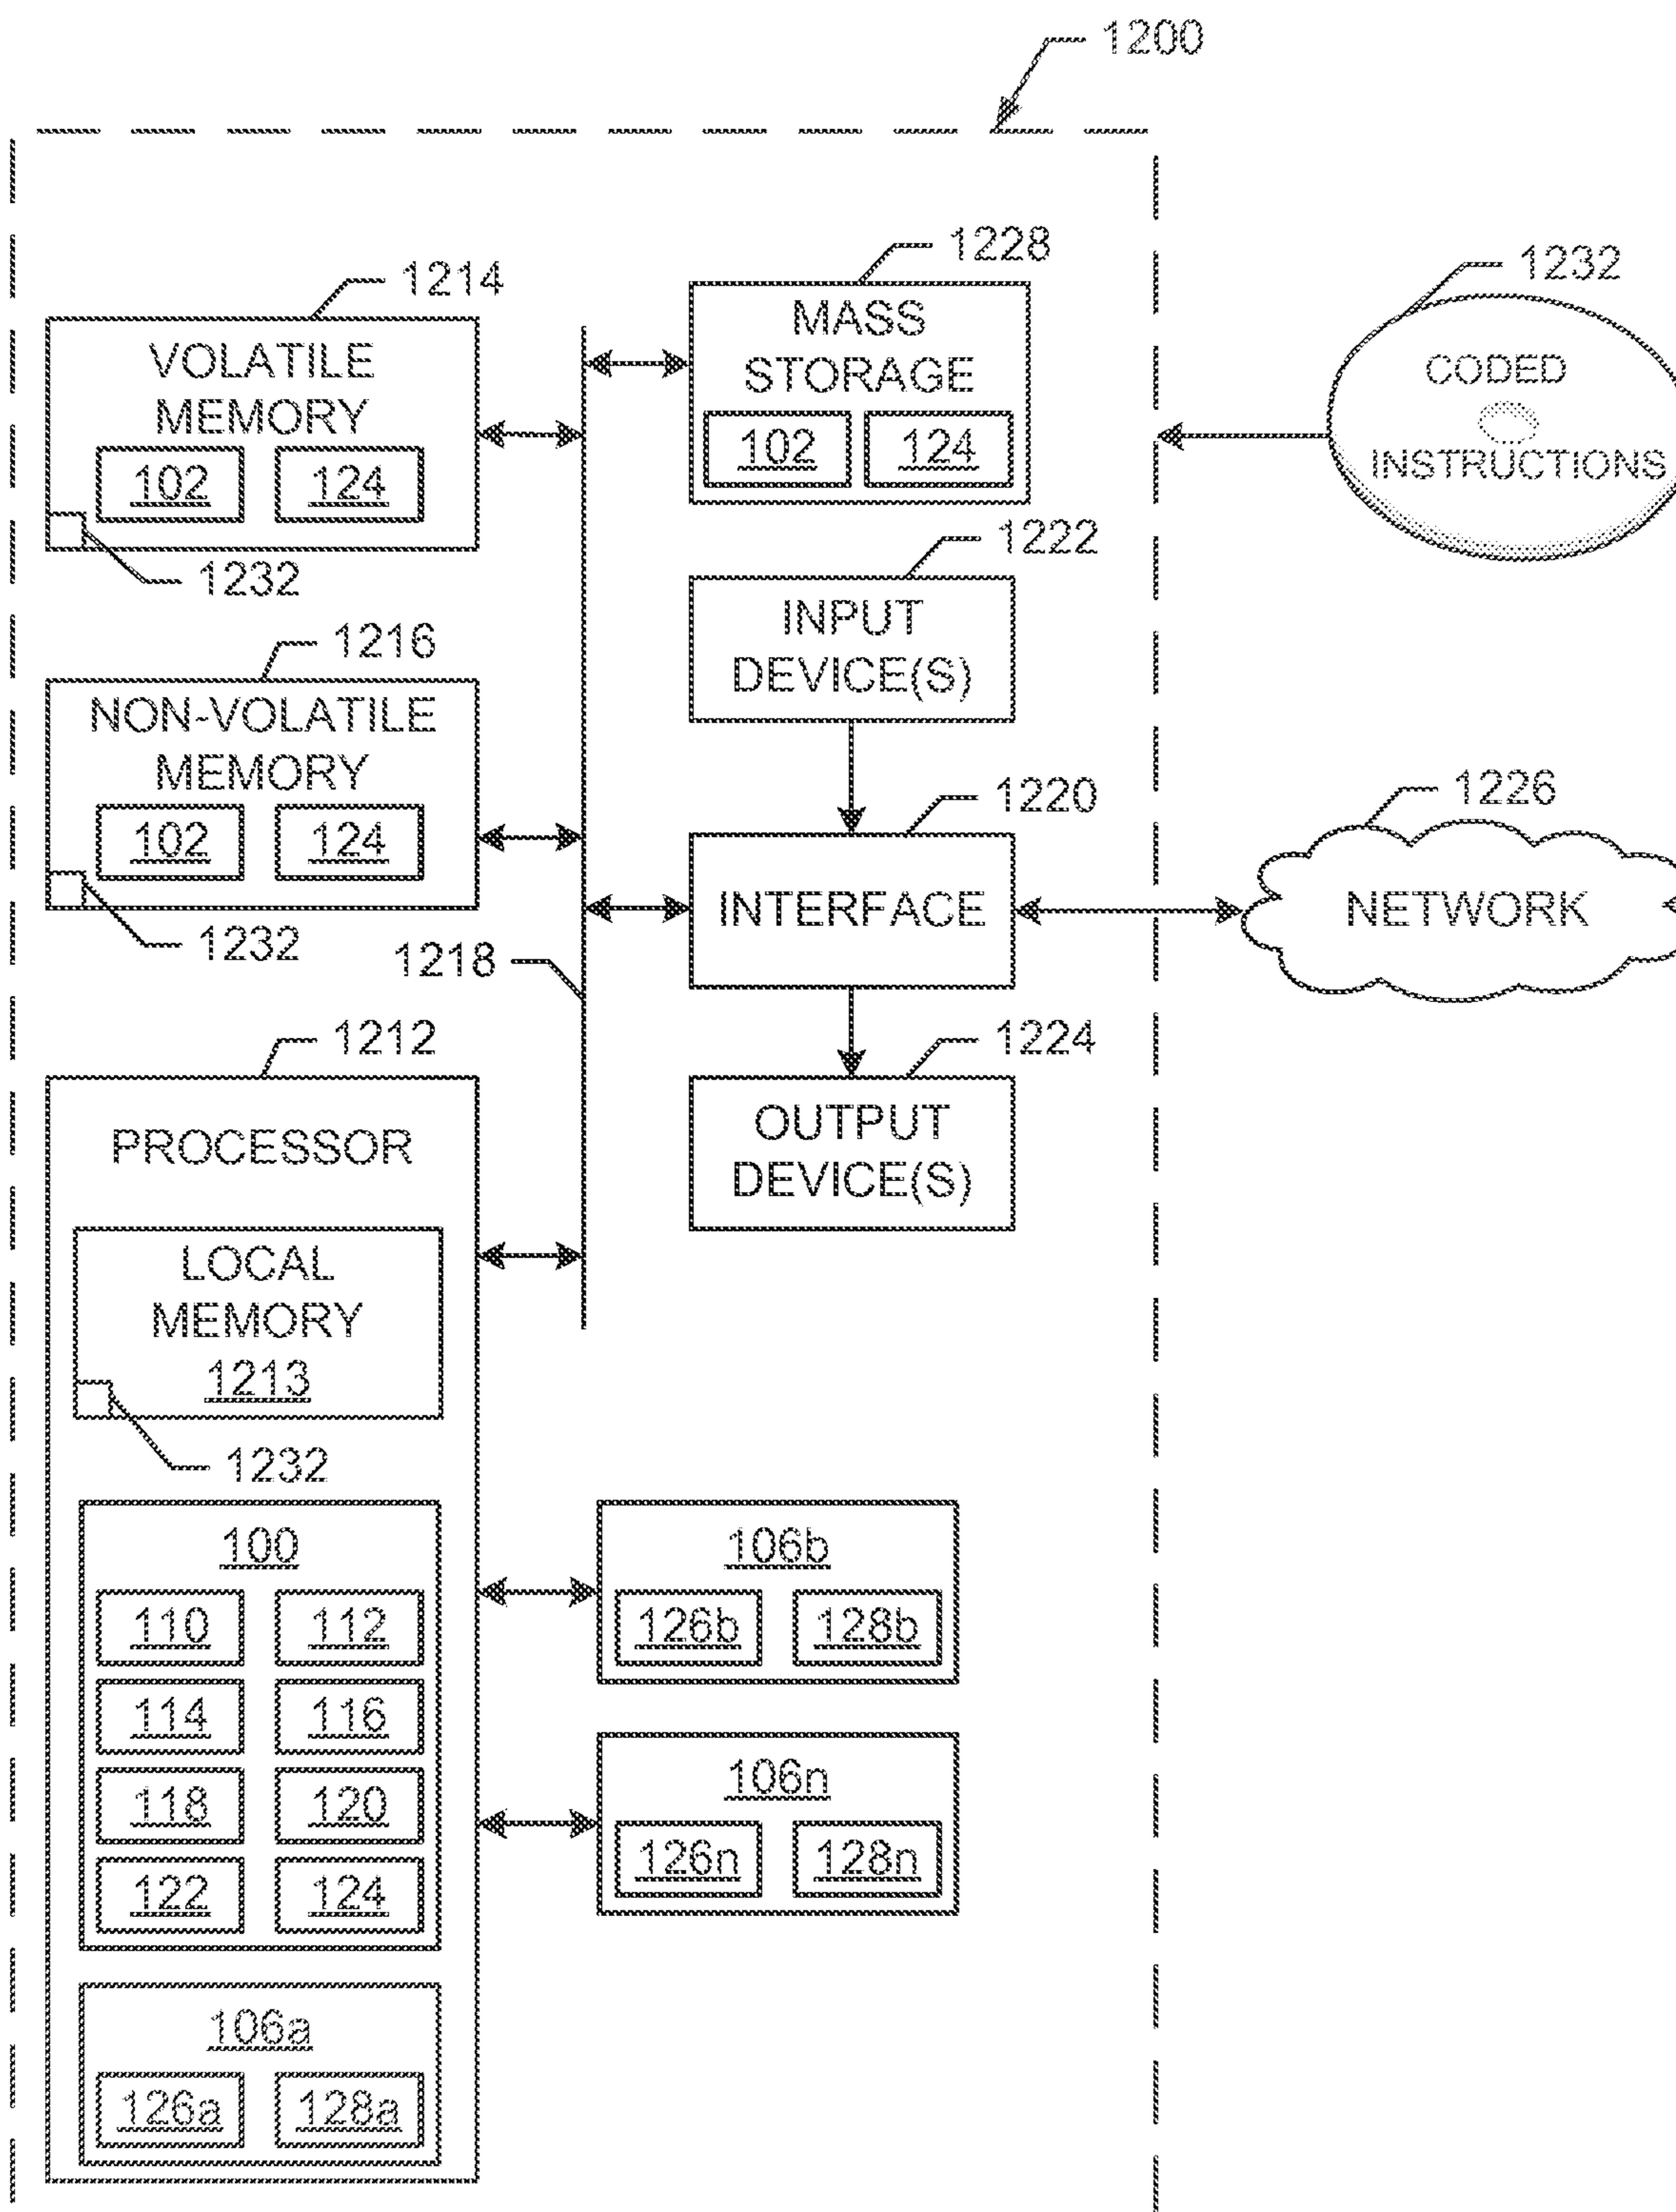 1200
1214
VOLATILE
MEMORY
102
124
1232
1228
MASS
STORAGE
102
124
1232
CODED
INSTRUCTIONS
1222
INPUT
DEVICE(S)
1216
NON-VOLATILE
MEMORY
102
124
1232
1220
INTERFACE
1226
NETWORK
1218
1224
OUTPUT
DEVICE(S)
1212
PROCESSOR
LOCAL
MEMORY
1213
1232
100
110
112
114
116
118
120
122
124
106a
126a
128a
106b
126b
128b
106n
126n
128n